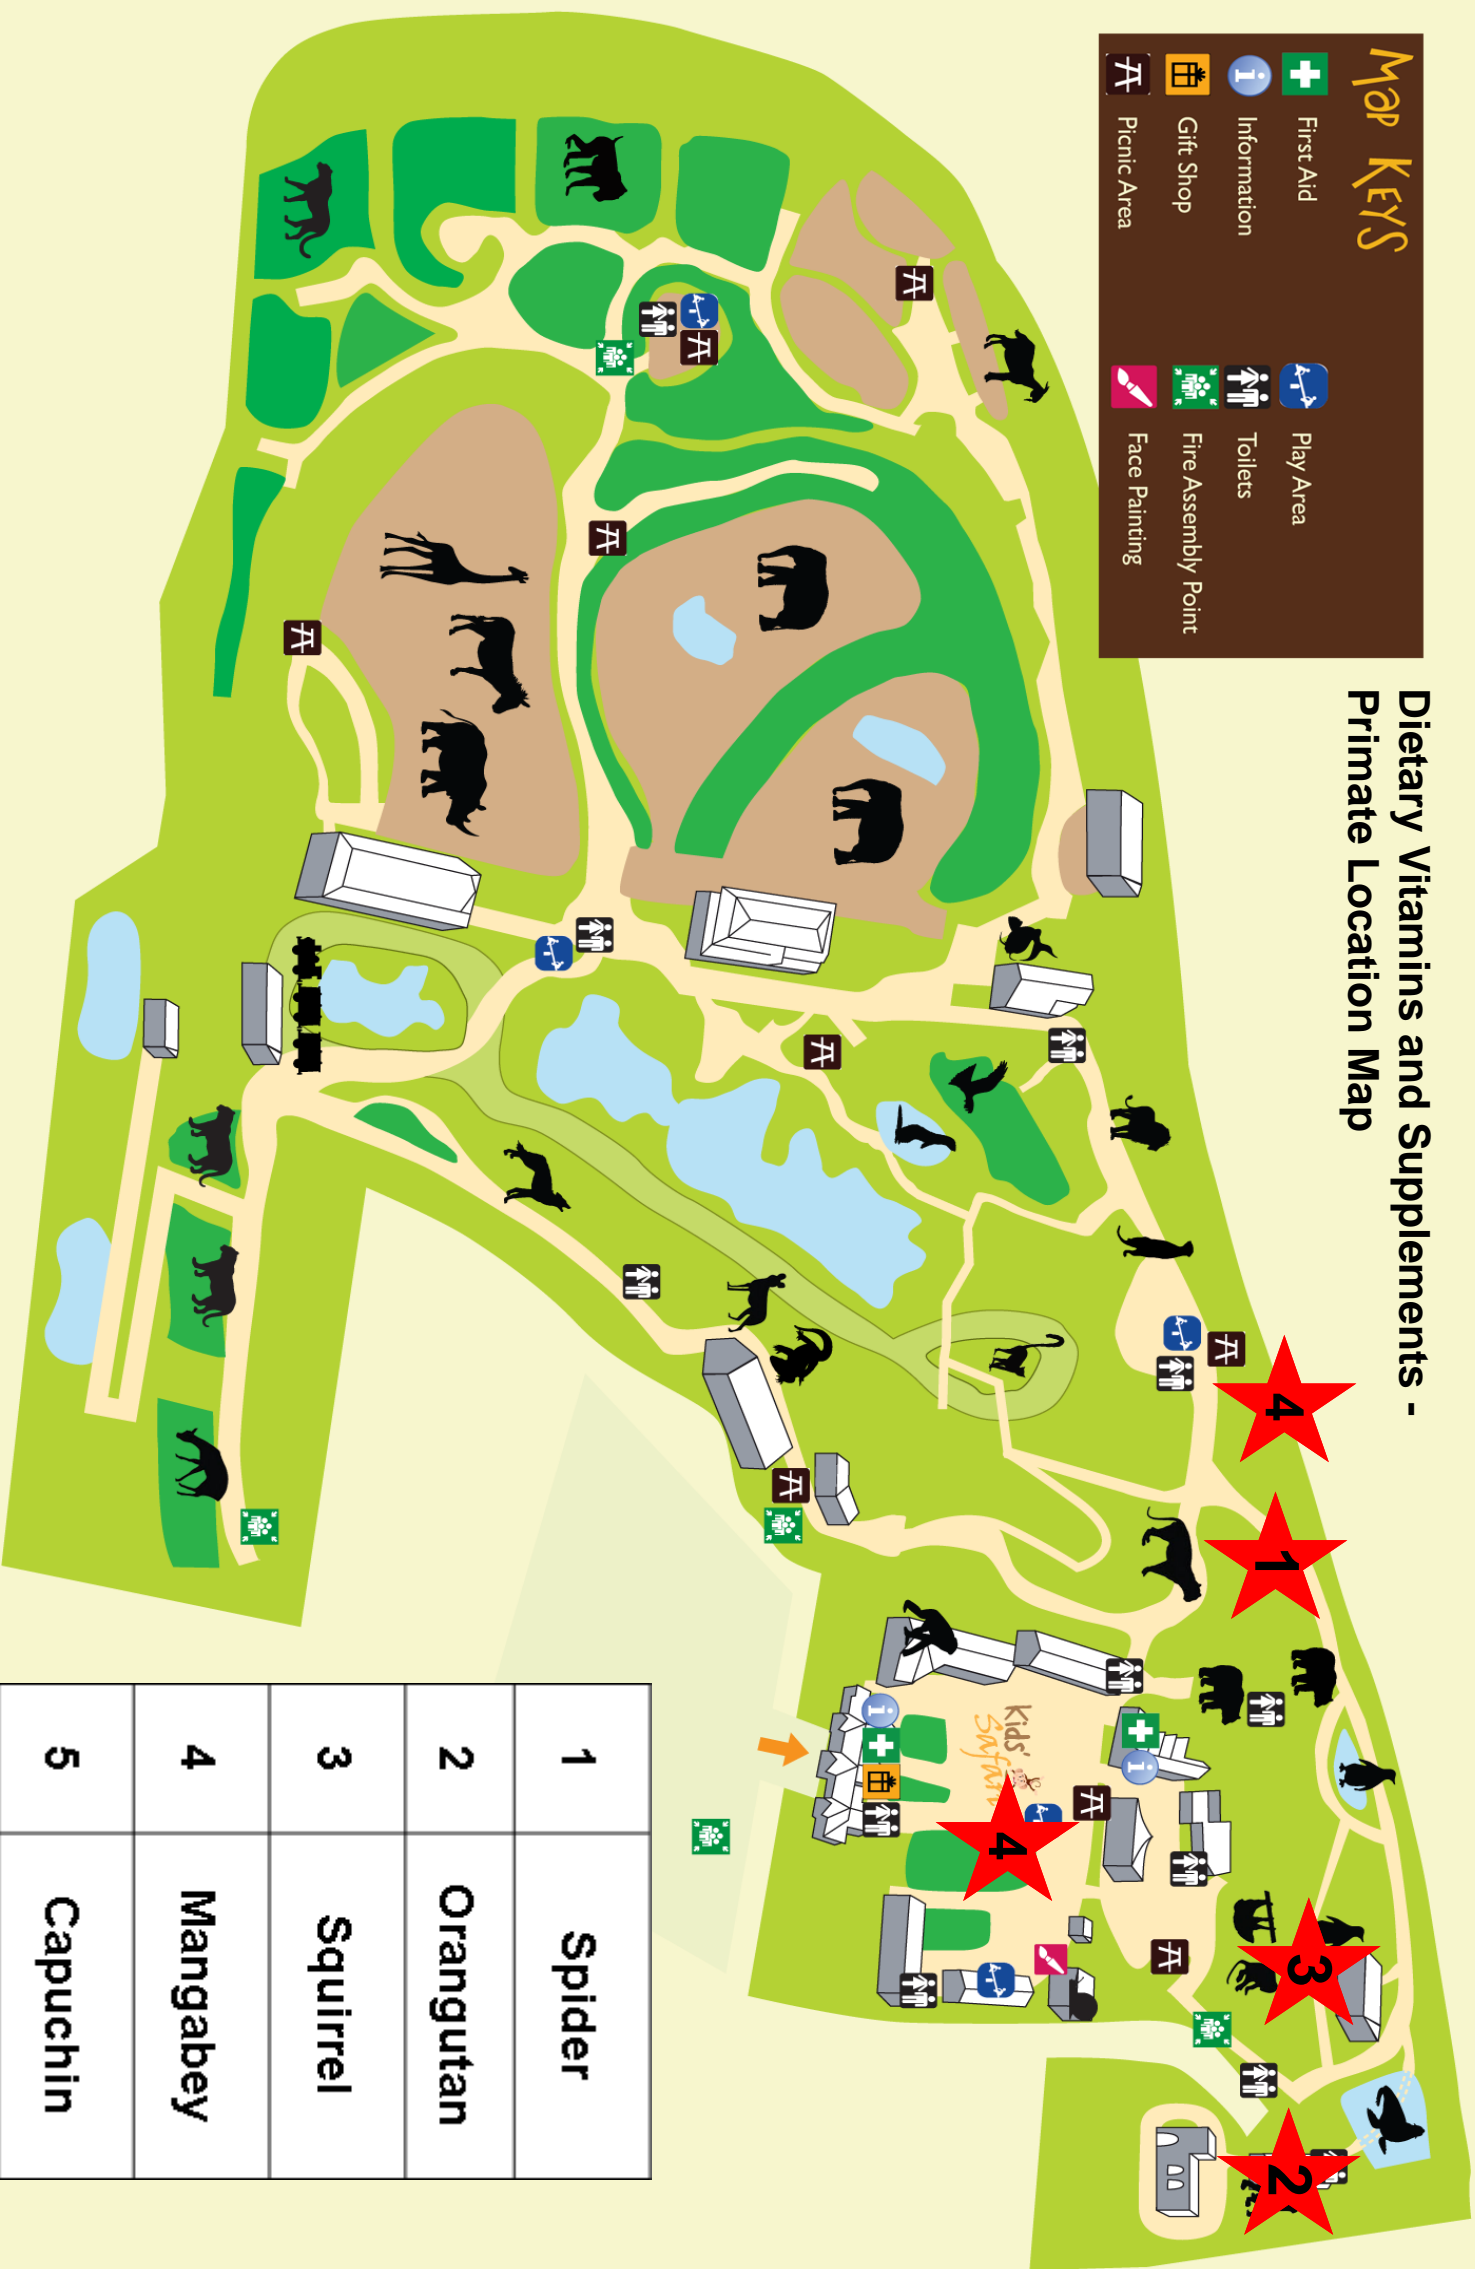 Map Keys
First Aid
Information
Gift Shop
Picnic Area
Play Area
Toilets
Fire Assembly Point
Face Painting
Dietary Vitamins and Supplements -
Primate Location Map
4
1
3
2
4
Kids'
Safari
i
i
1 Spider
2 Orangutan
3 Squirrel
4 Mangabey
5 Capuchin